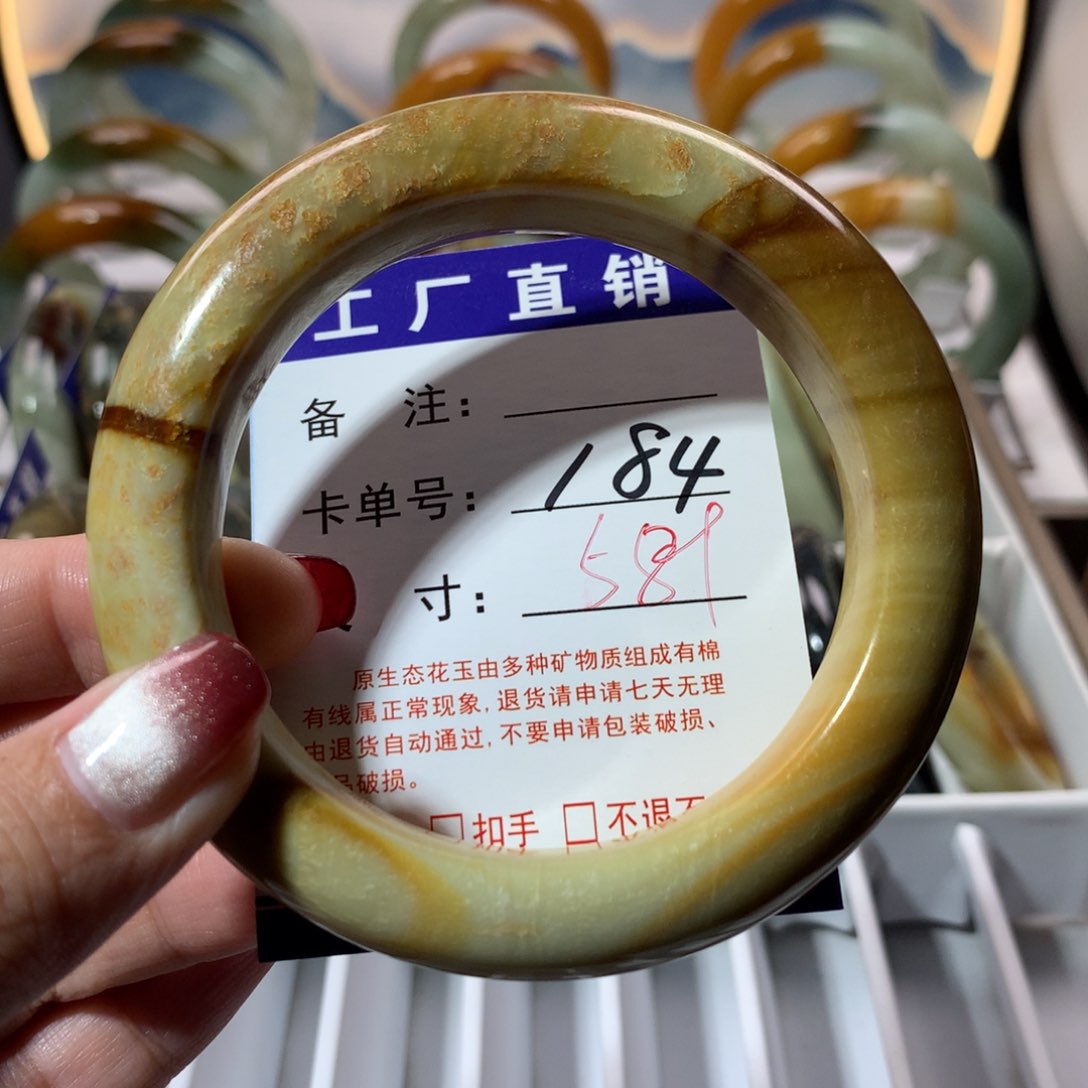 工厂直销
备 注：
卡单号： 184
寸： 589
原生态花玉由多种矿物质组成有棉
有线属正常现象,退货请申请七天无理
由退货自动通过,不要申请包装破损、
品破损。
□扣手 □不退不